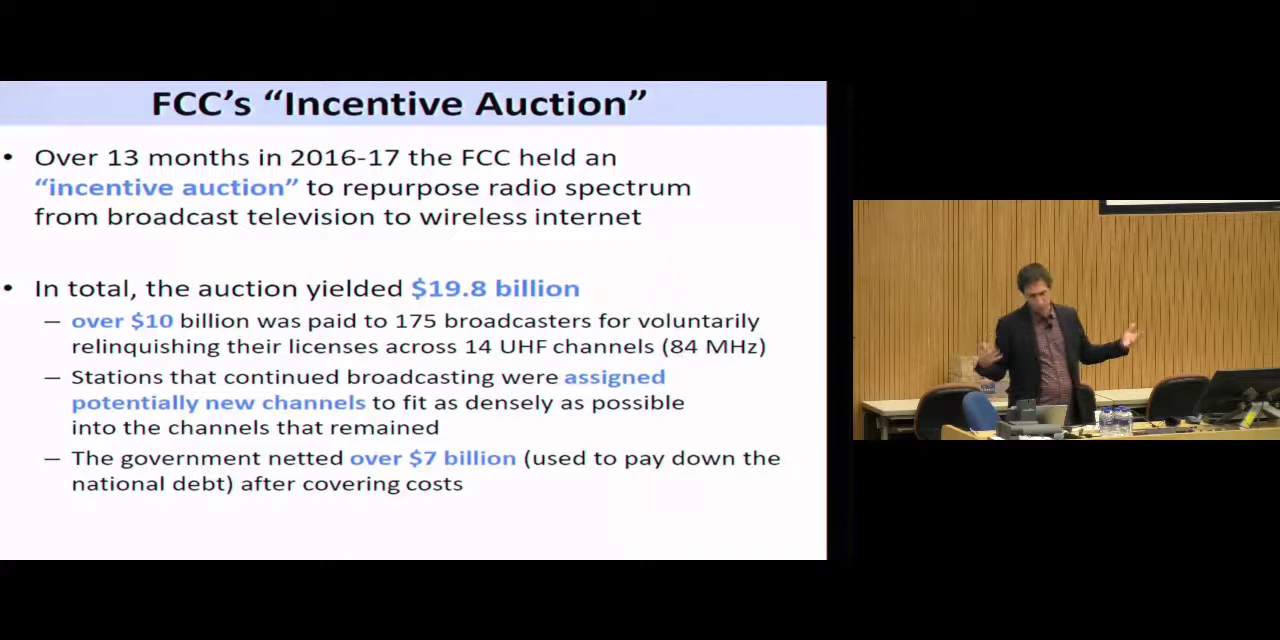 FCC's “Incentive Auction”
• Over 13 months in 2016-17 the FCC held an
“incentive auction” to repurpose radio spectrum
from broadcast television to wireless internet
• In total, the auction yielded $19.8 billion
– over $10 billion was paid to 175 broadcasters for voluntarily
relinquishing their licenses across 14 UHF channels (84 MHz)
– Stations that continued broadcasting were assigned
potentially new channels to fit as densely as possible
into the channels that remained
– The government netted over $7 billion (used to pay down the
national debt) after covering costs